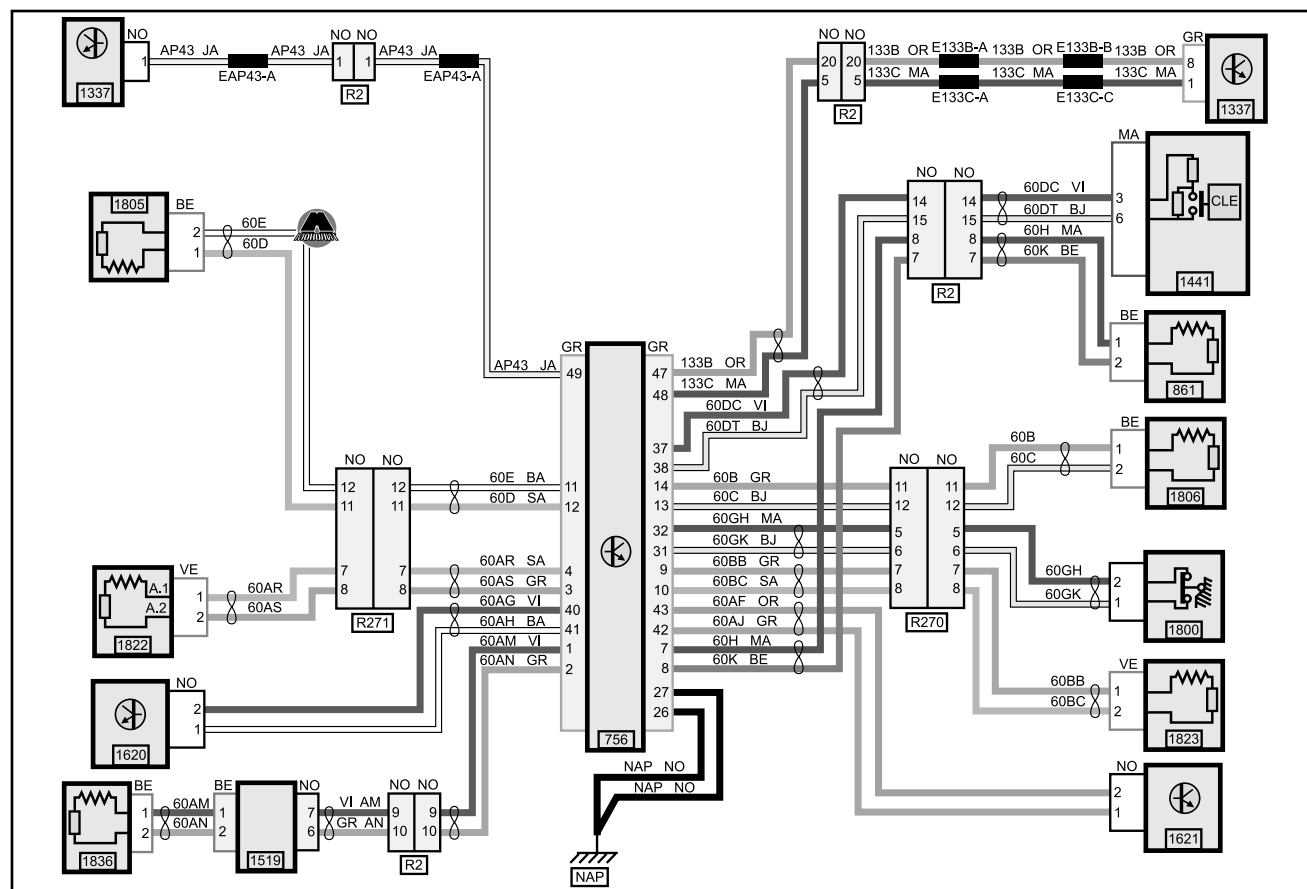 NO
1
1337
AP43 JA
EAP43-A
AP43 JA
NO NO
1 1
R2
AP43 JA
EAP43-A
NO NO
20 20
5 5
R2
133B OR
E133B-A
133B OR
E133B-B
133B OR
133C MA
E133C-A
133C MA
E133C-C
133C MA
GR
8
1
1337
1805
BE
2
1
60E
60D
NO NO
14 14
15 15
8 8
7 7
R2
60DC VI
60DT BJ
60H MA
60K BE
MA
3
6
CLE
1441
BE
1
2
861
AP43 JA
GR
49
GR
47
48
133B OR
133C MA
60DC VI
60DT BJ
37
38
14
13
32
31
9
10
43
42
7
8
27
26
60B GR
60C BJ
60GH MA
60GK BJ
60BB GR
60BC SA
60AF OR
60AJ GR
60H MA
60K BE
NO NO
11 11
12 12
5 5
6 6
7 7
8 8
R270
60B
60C
BE
1
2
1806
60GH
60GK
2
1
1800
60BB
60BC
VE
1
2
1823
NO
2
1
1621
NO NO
12 12
11 11
7 7
8 8
R271
60E BA
60D SA
60AR SA
60AS GR
60AG VI
60AH BA
60AM VI
60AN GR
11
12
4
3
40
41
1
2
756
A.1
A.2
1822
VE
1
2
60AR
60AS
NO
2
1
1620
BE
1
2
1836
60AM
60AN
BE
1
2
1519
NO
7
6
VI AM
GR AN
NO NO
9 9
10 10
R2
NAP NO
NAP NO
NAP